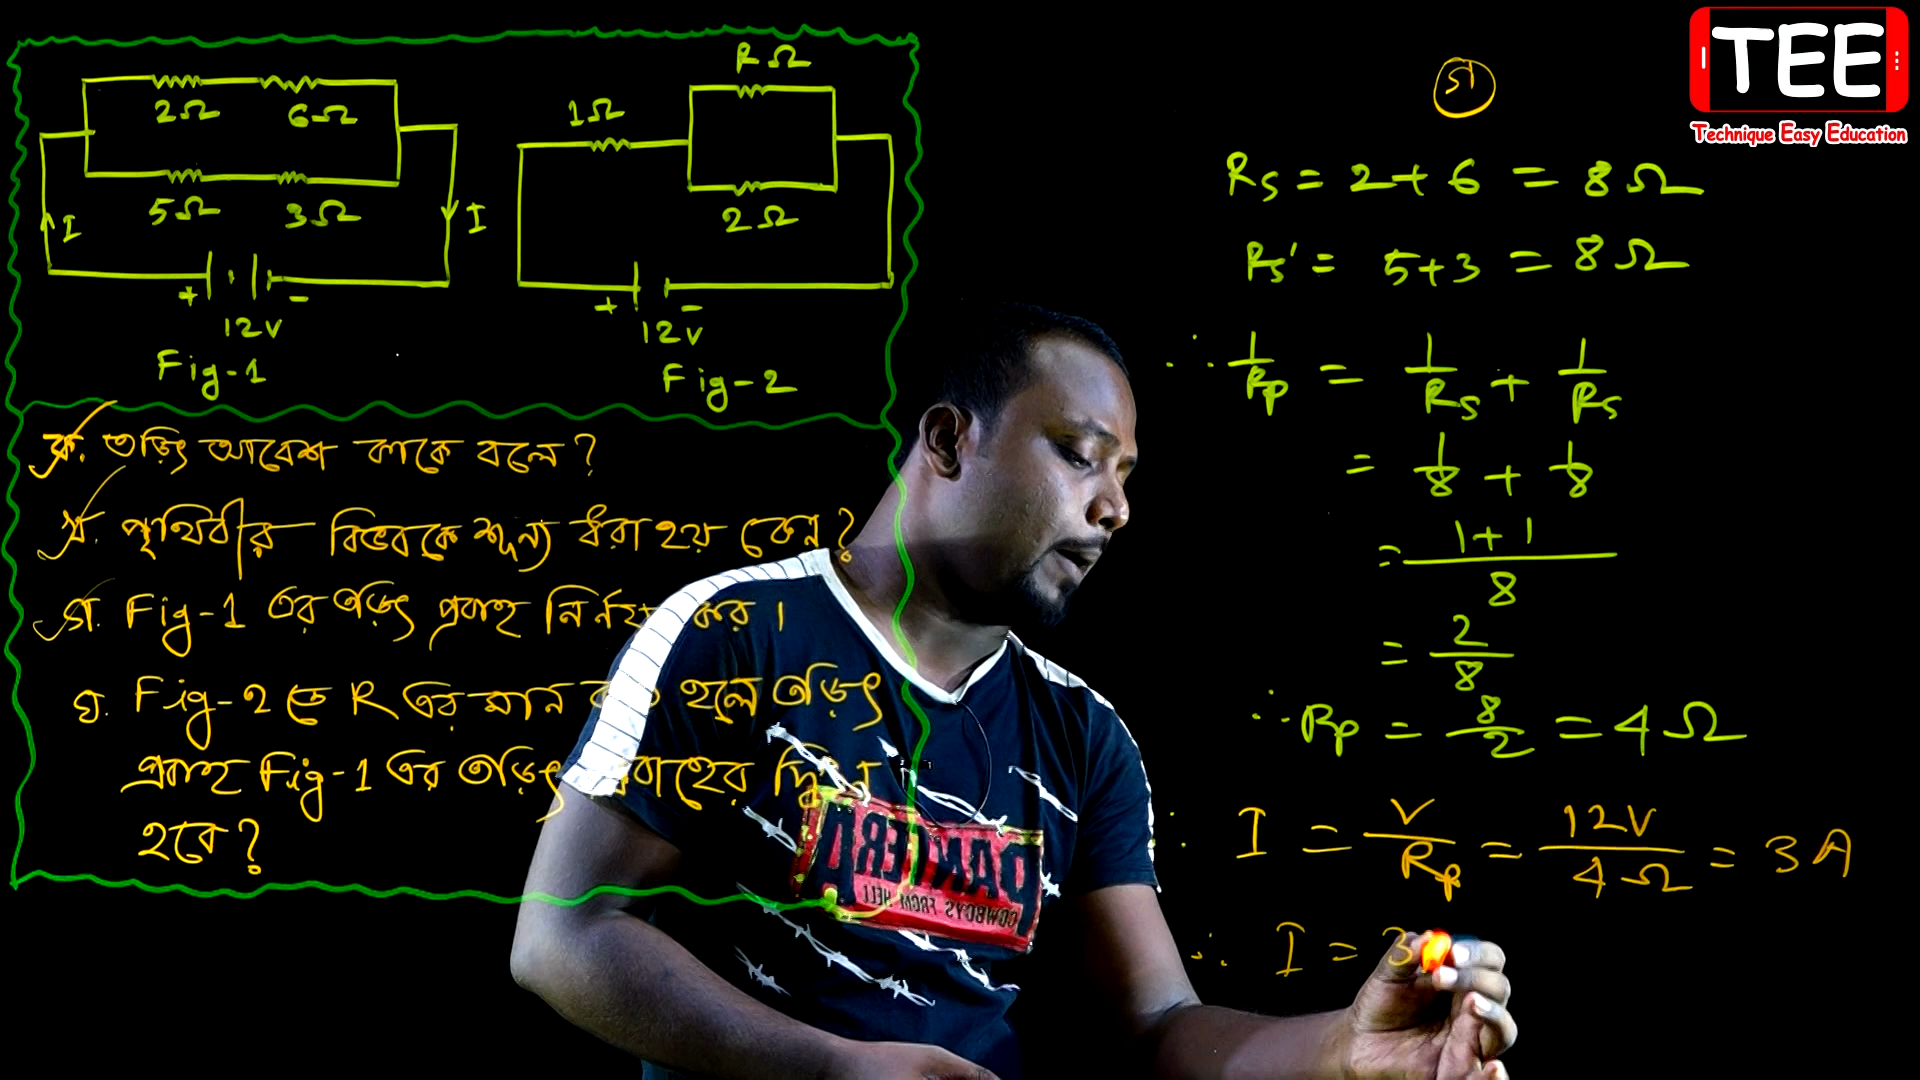 2Ω 6Ω
5Ω 3Ω
I I
+ -
12V
Fig-1
RΩ
1Ω
2Ω
+ -
12V
Fig-2
ক. তড়িৎ আবেশ কাকে বলে?
খ. পৃথিবীর বিভবকে শূন্য ধরা হয় কেন?
গ. Fig-1 এর তড়িৎ প্রবাহ নির্ণয় কর।
ঘ. Fig-2 তে R এর মান হলে তড়িৎ
প্রবাহ Fig-1 এর তড়িৎ হবে?
গ
Rs = 2+6 = 8Ω
Rs' = 5+3 = 8Ω
∴ 1/Rp = 1/Rs + 1/Rs
= 1/8 + 1/8
= 1+1/8
= 2/8
∴ Rp = 8/2 = 4Ω
∴ I = V/Rp = 12V/4Ω = 3A
∴ I = 3
TEE
Technique Easy Education
COWBOYS FROM HELL